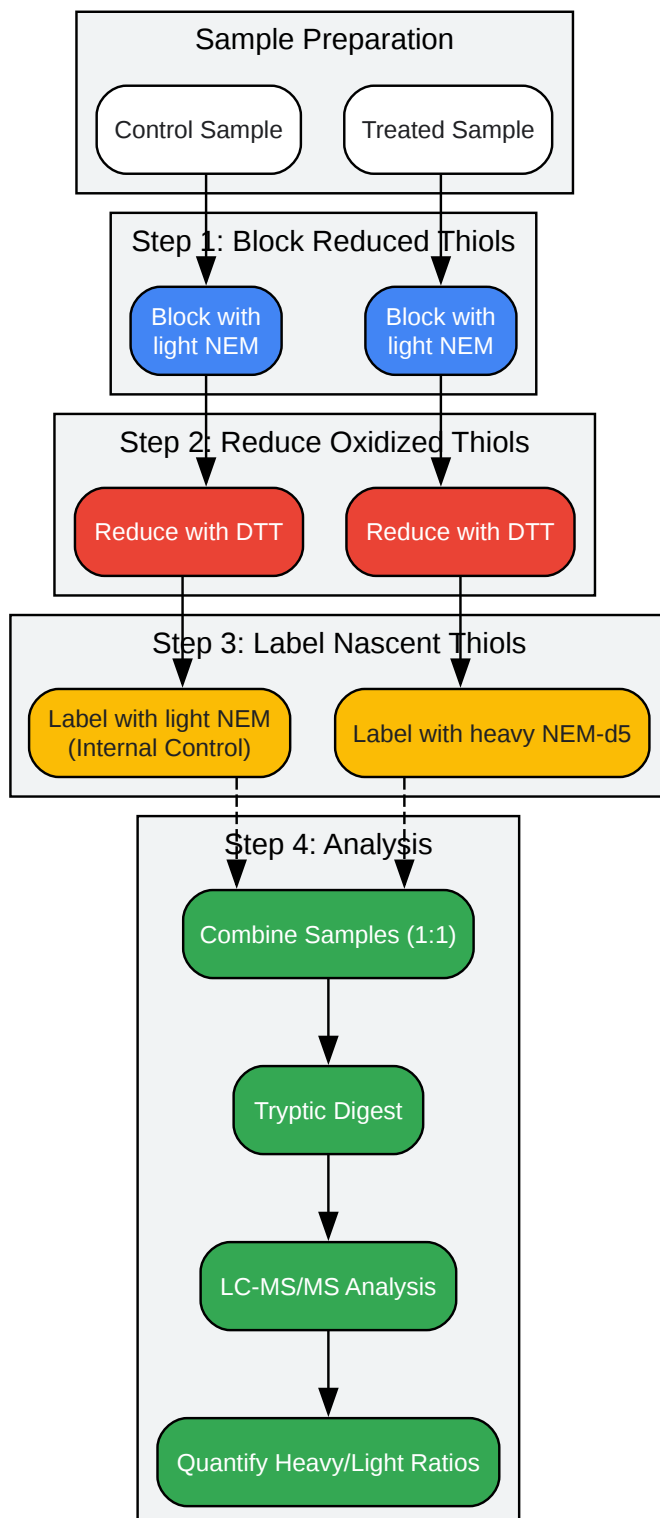 Sample Preparation
Control Sample
Treated Sample
Step 1: Block Reduced Thiols
Block with
light NEM
Block with
light NEM
Step 2: Reduce Oxidized Thiols
Reduce with DTT
Reduce with DTT
Step 3: Label Nascent Thiols
Label with light NEM
(Internal Control)
Label with heavy NEM-d5
Step 4: Analysis
Combine Samples (1:1)
Tryptic Digest
LC-MS/MS Analysis
Quantify Heavy/Light Ratios